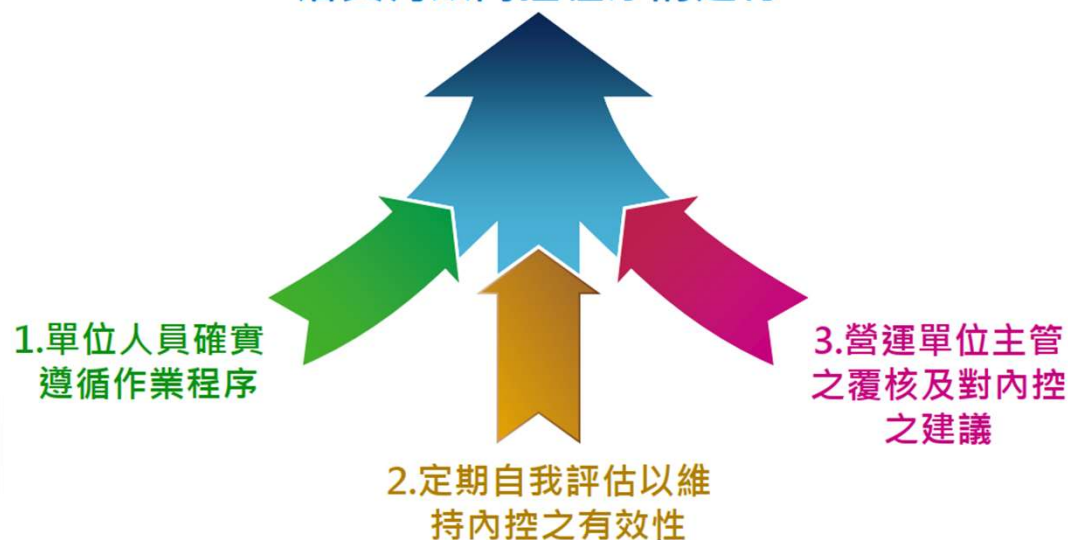 1.單位人員確實
遵循作業程序
2.定期自我評估以維
持內控之有效性
3.營運單位主管
之覆核及對內控
之建議